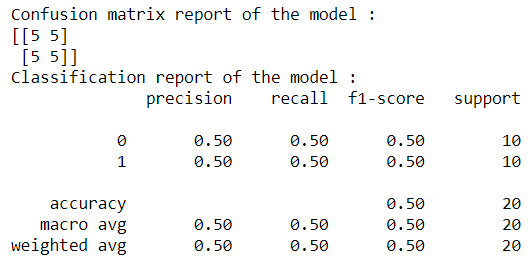 Confusion matrix report of the model :
[[5 5]
 [5 5]]
Classification report of the model :
              precision    recall  f1-score   support

           0       0.50      0.50      0.50        10
           1       0.50      0.50      0.50        10

    accuracy                           0.50        20
   macro avg       0.50      0.50      0.50        20
weighted avg       0.50      0.50      0.50        20